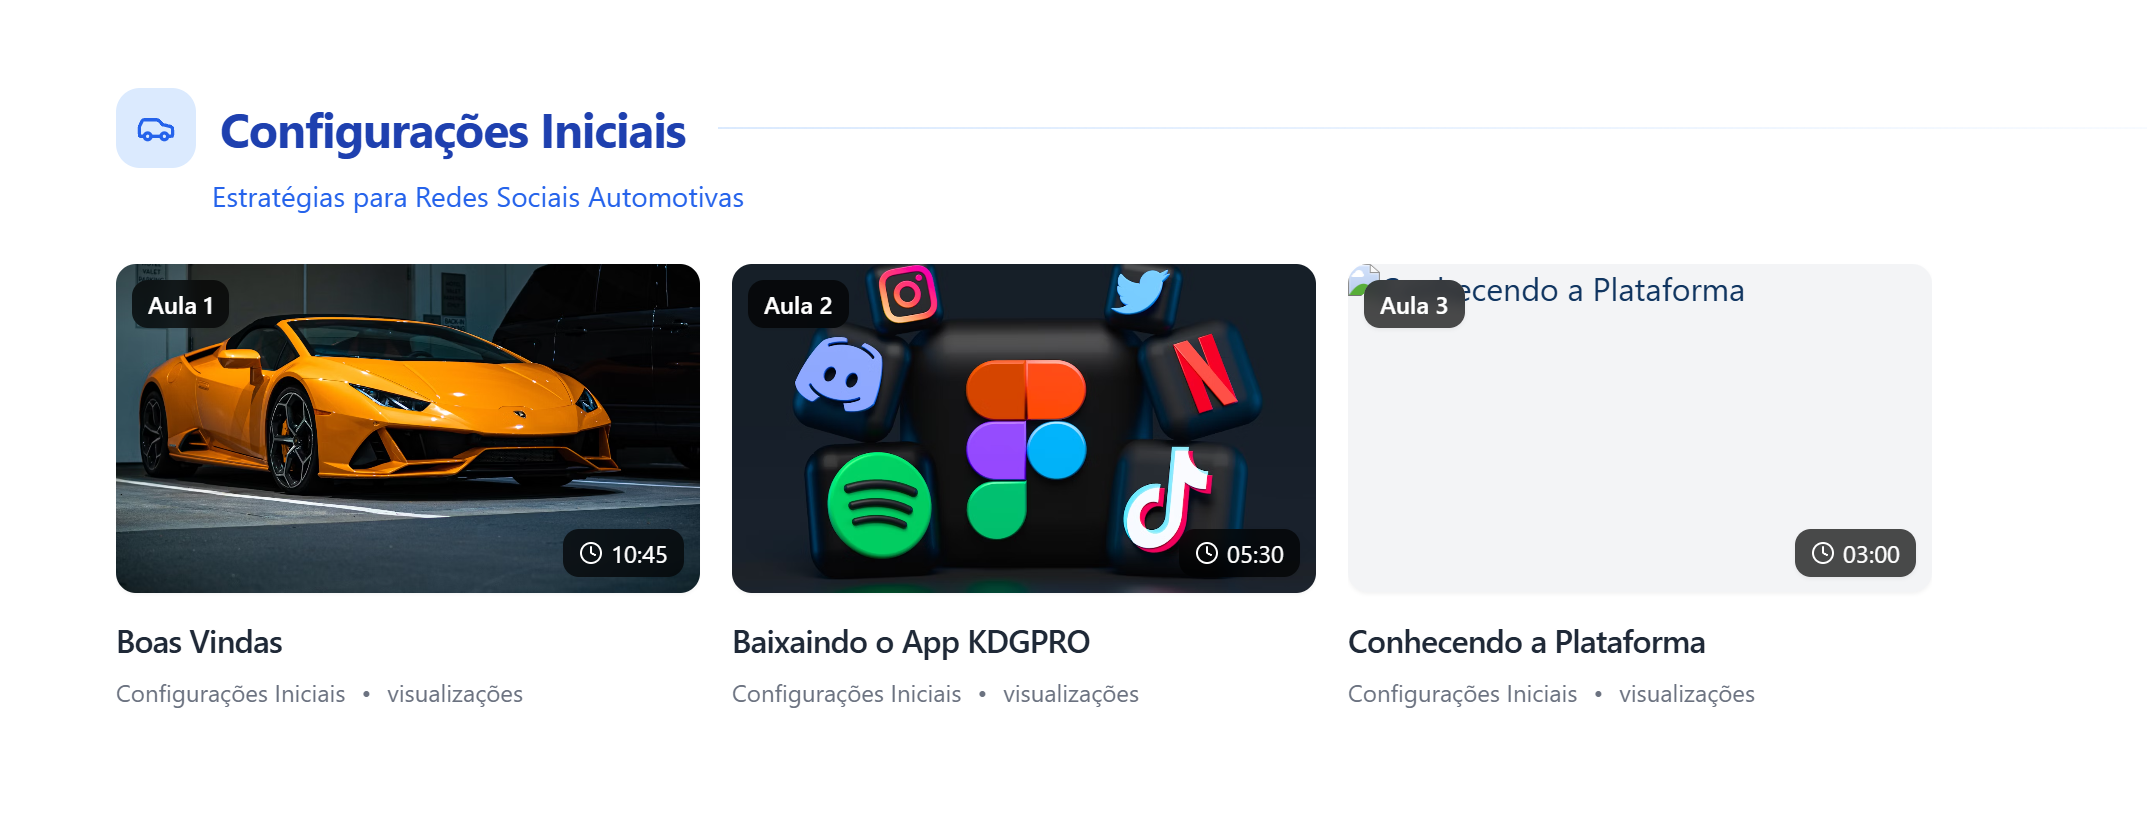 Configurações Iniciais
Estratégias para Redes Sociais Automotivas
Aula 1
10:45
Aula 2
05:30
ecendo a Plataforma
Aula 3
03:00
Boas Vindas
Configurações Iniciais • visualizações
Baixaindo o App KDGPRO
Configurações Iniciais • visualizações
Conhecendo a Plataforma
Configurações Iniciais • visualizações